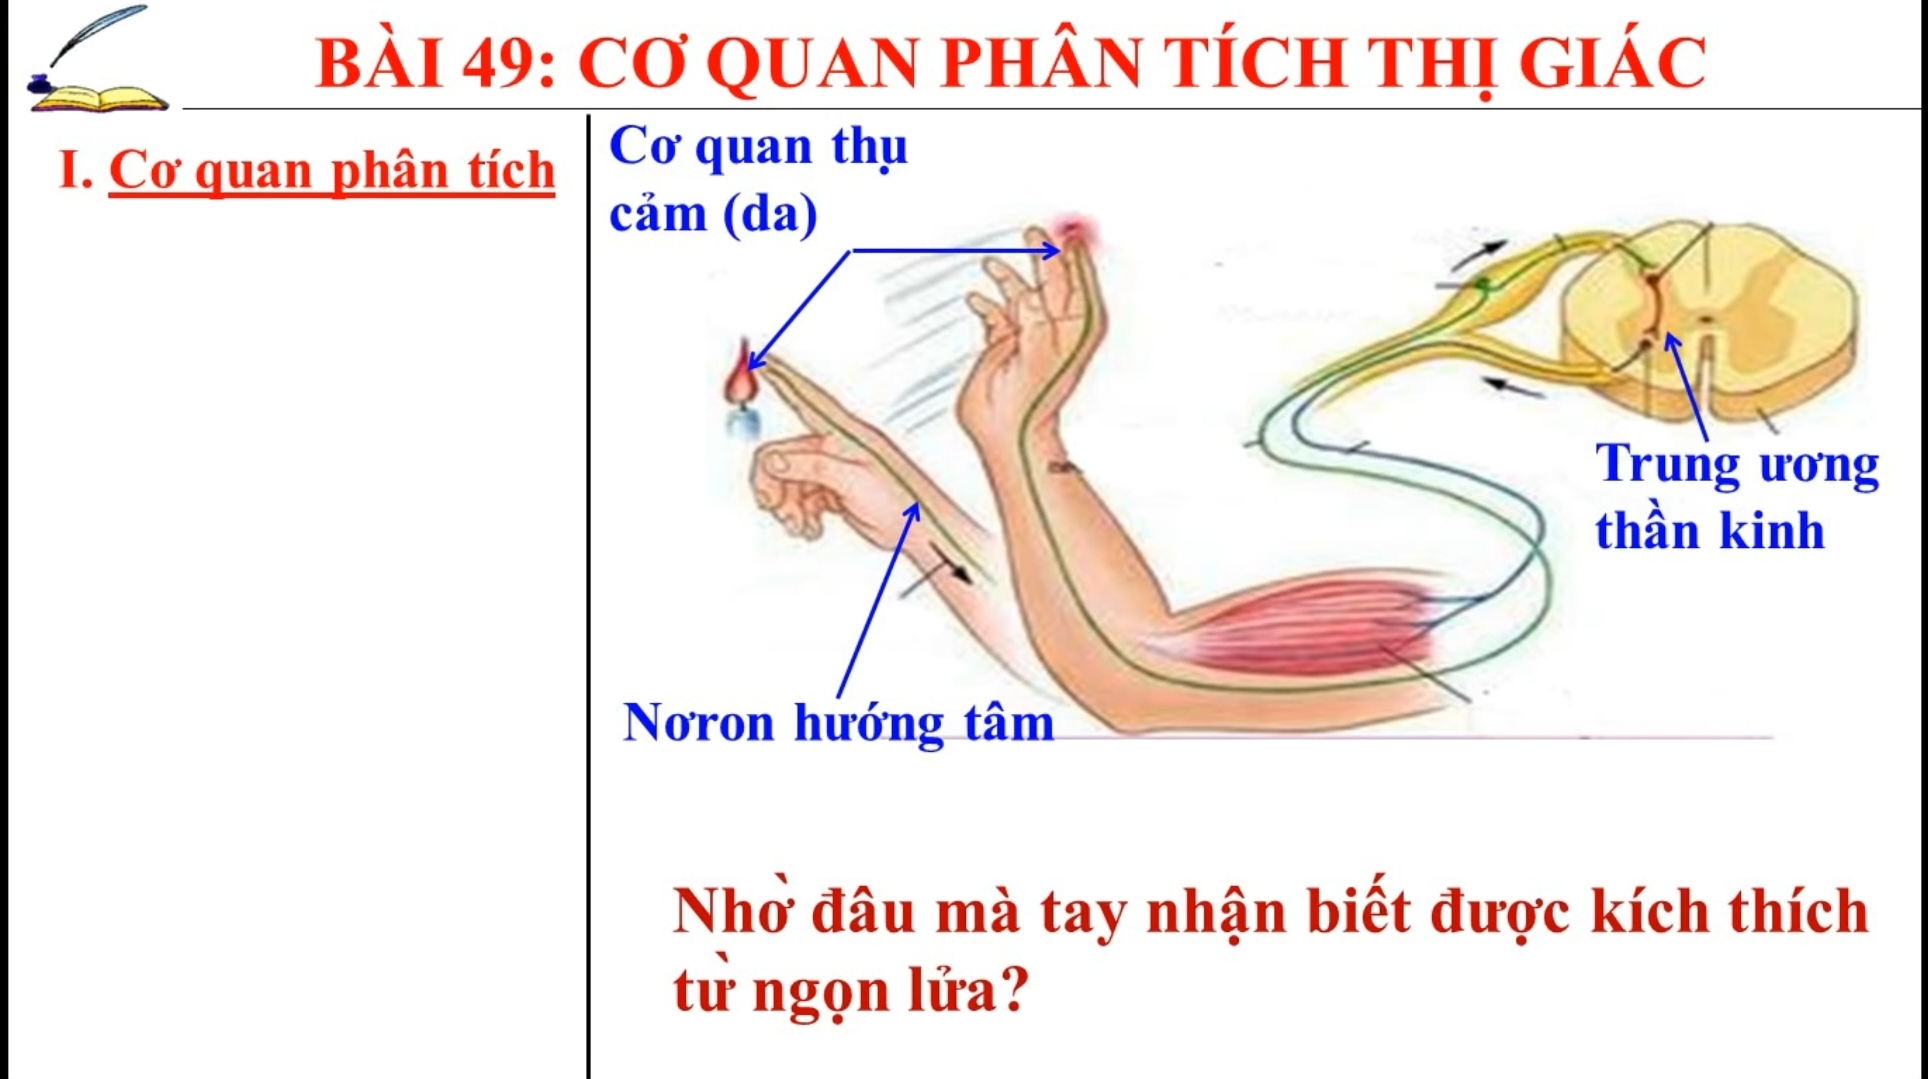 BÀI 49: CƠ QUAN PHÂN TÍCH THỊ GIÁC
I. Cơ quan phân tích
Cơ quan thụ
cảm (da)
Trung ương
thần kinh
Nơron hướng tâm
Nhờ đâu mà tay nhận biết được kích thích
từ ngọn lửa?